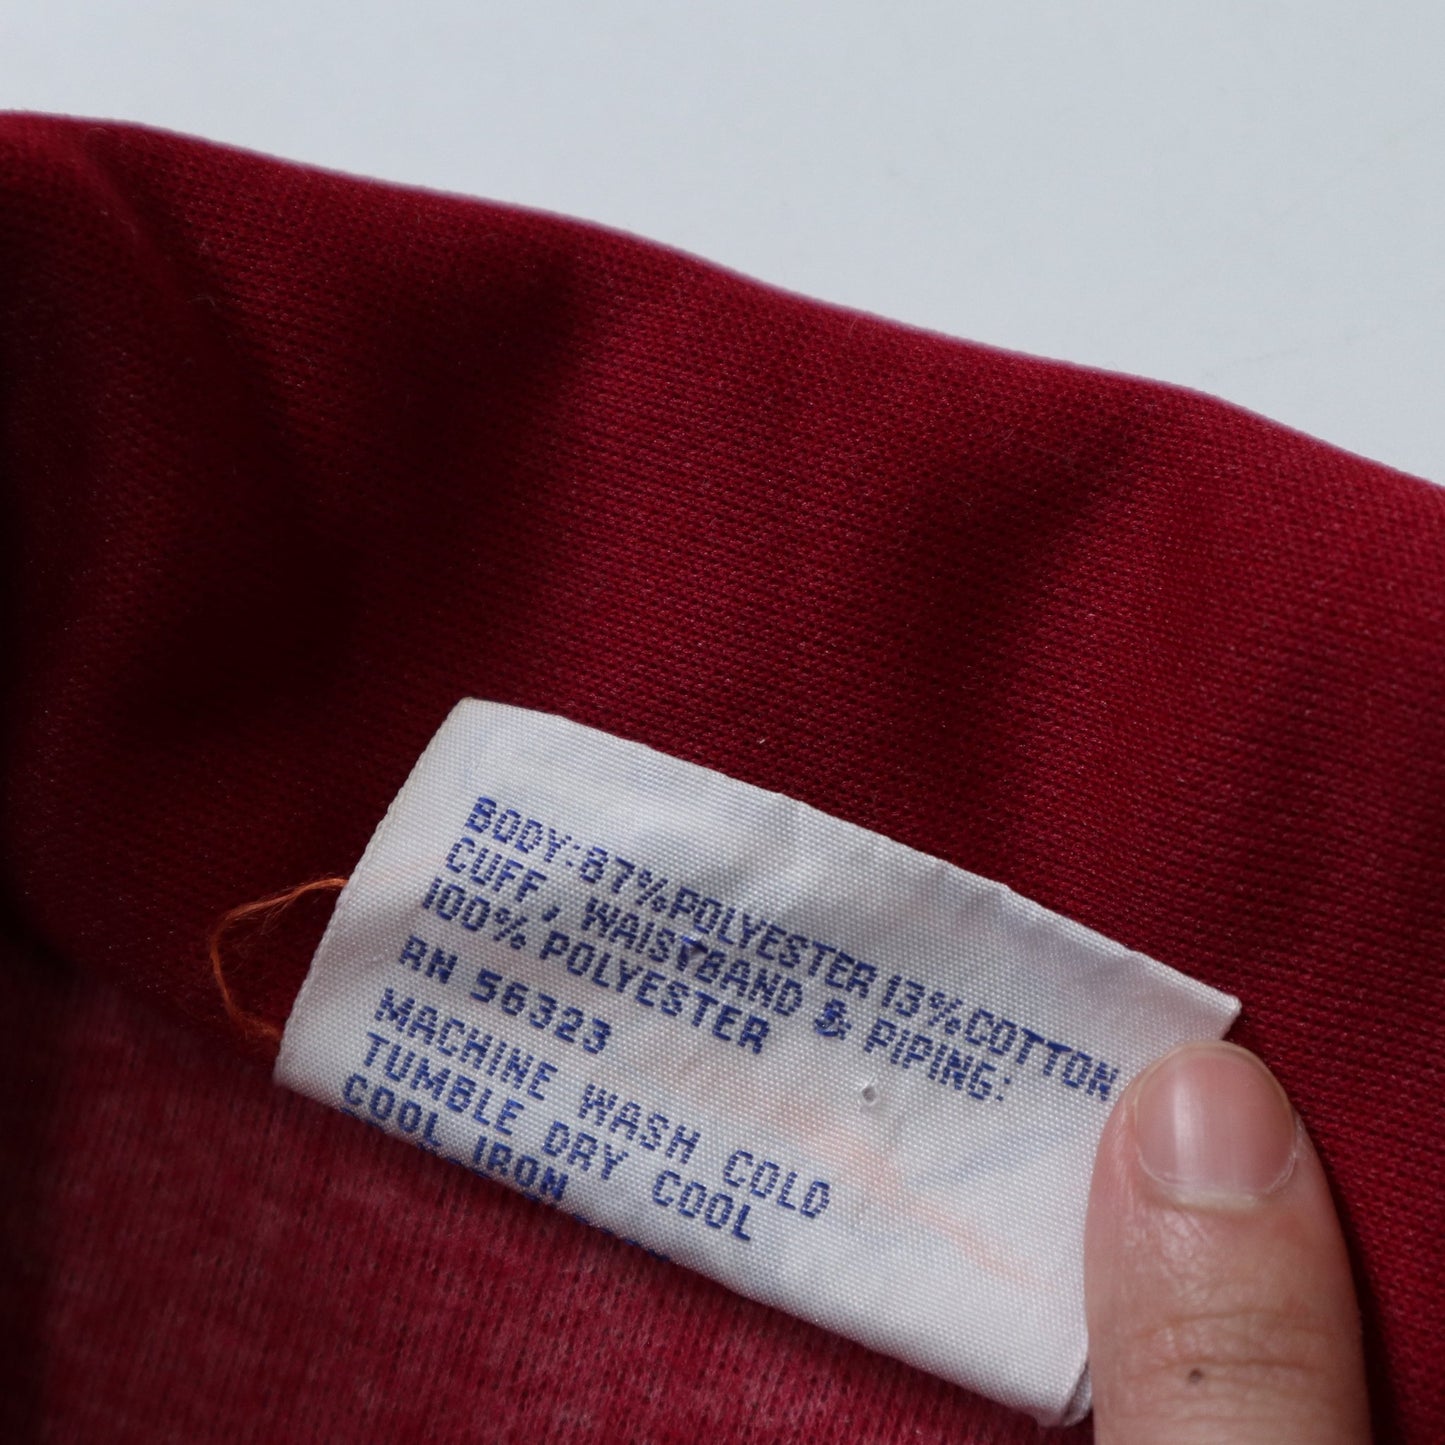 BODY: 87% POLYESTER 13% COTTON
CUFF, WAISTBAND & PIPING:
100% POLYESTER
RN 56323
MACHINE WASH COLD
TUMBLE DRY COOL
COOL IRON